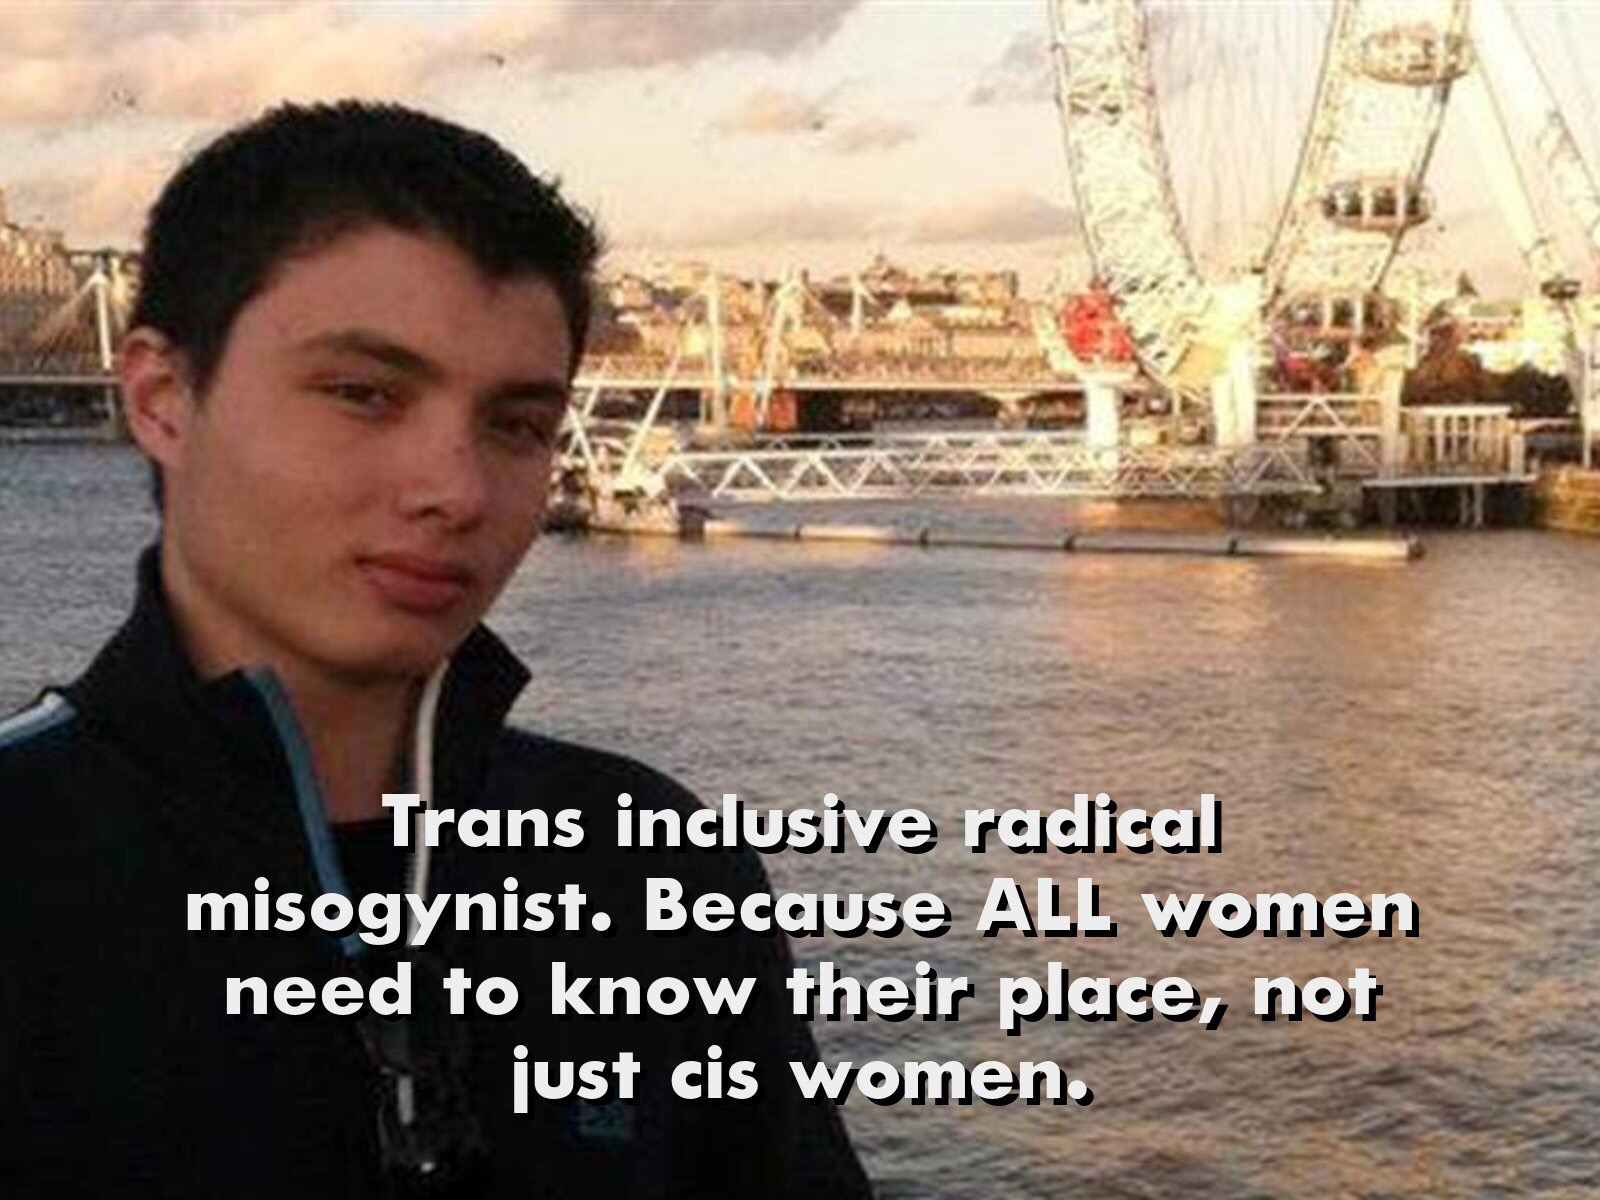 Trans inclusive radical
misogynist. Because ALL women
need to know their place, not
just cis women.